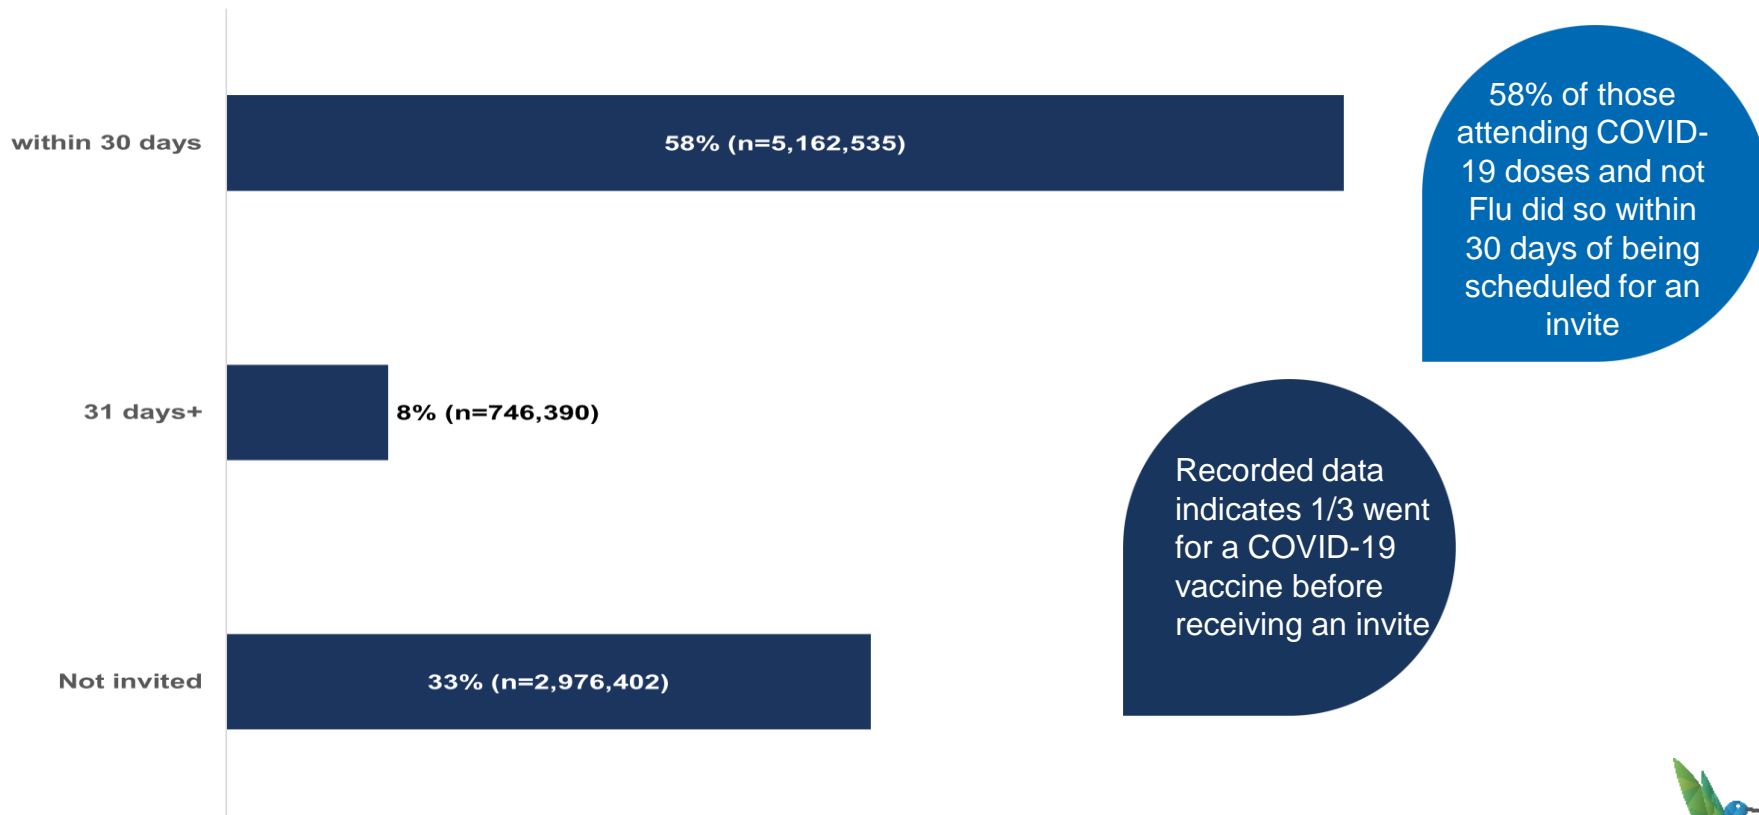 within 30 days
58% (n=5,162,535)
31 days+
8% (n=746,390)
Not invited
33% (n=2,976,402)
58% of those
attending COVID-
19 doses and not
Flu did so within
30 days of being
scheduled for an
invite
Recorded data
indicates 1/3 went
for a COVID-19
vaccine before
receiving an invite